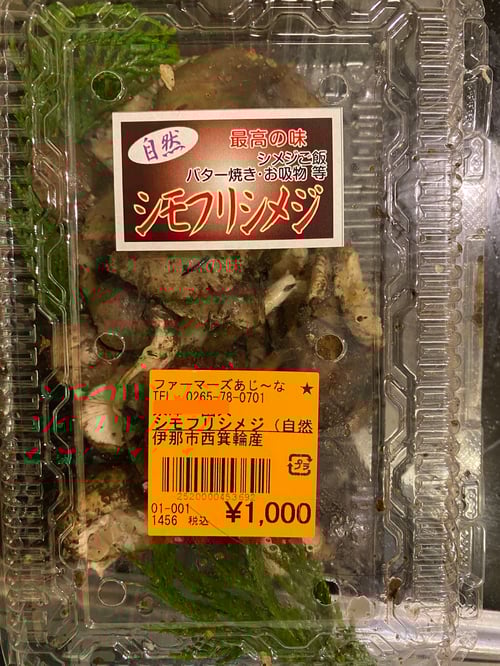 自然
最高の味
シメジご飯
バター焼き・お吸物 等
シモフリシメジ
ファーマーズあじ～な
★
TEL 0265-78-0701
シモフリシメジ（自然
伊那市西箕輪産
プラ
01-001
1456 税込
¥1,000